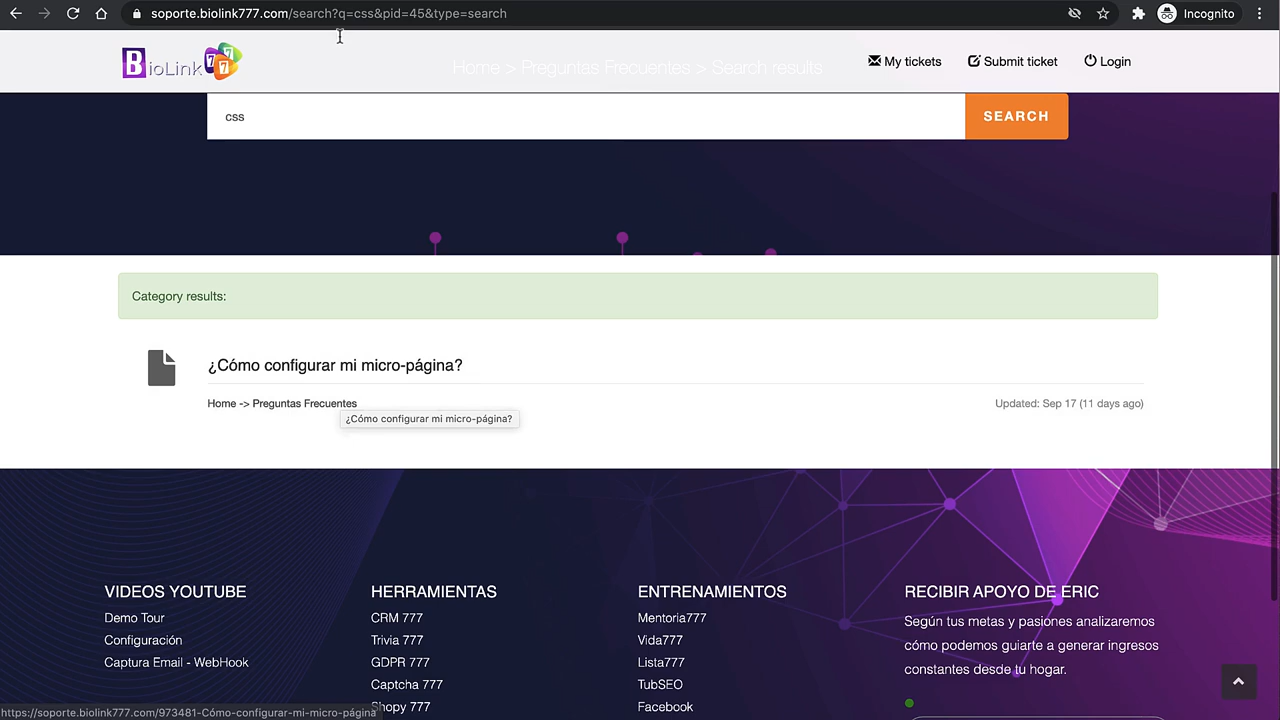 soporte.biolink777.com/search?q=css&pid=45&type=search
Incognito
BioLink 777
Home > Preguntas Frecuentes > Search results
My tickets
Submit ticket
Login
css
SEARCH
Category results:
¿Cómo configurar mi micro-página?
Home -> Preguntas Frecuentes
Updated: Sep 17 (11 days ago)
¿Cómo configurar mi micro-página?
VIDEOS YOUTUBE
Demo Tour
Configuración
Captura Email - WebHook
HERRAMIENTAS
CRM 777
Trivia 777
GDPR 777
Captcha 777
Shopy 777
ENTRENAMIENTOS
Mentoria777
Vida777
Lista777
TubSEO
Facebook
RECIBIR APOYO DE ERIC
Según tus metas y pasiones analizaremos
cómo podemos guiarte a generar ingresos
constantes desde tu hogar.
https://soporte.biolink777.com/973481-Cómo-configurar-mi-micro-página